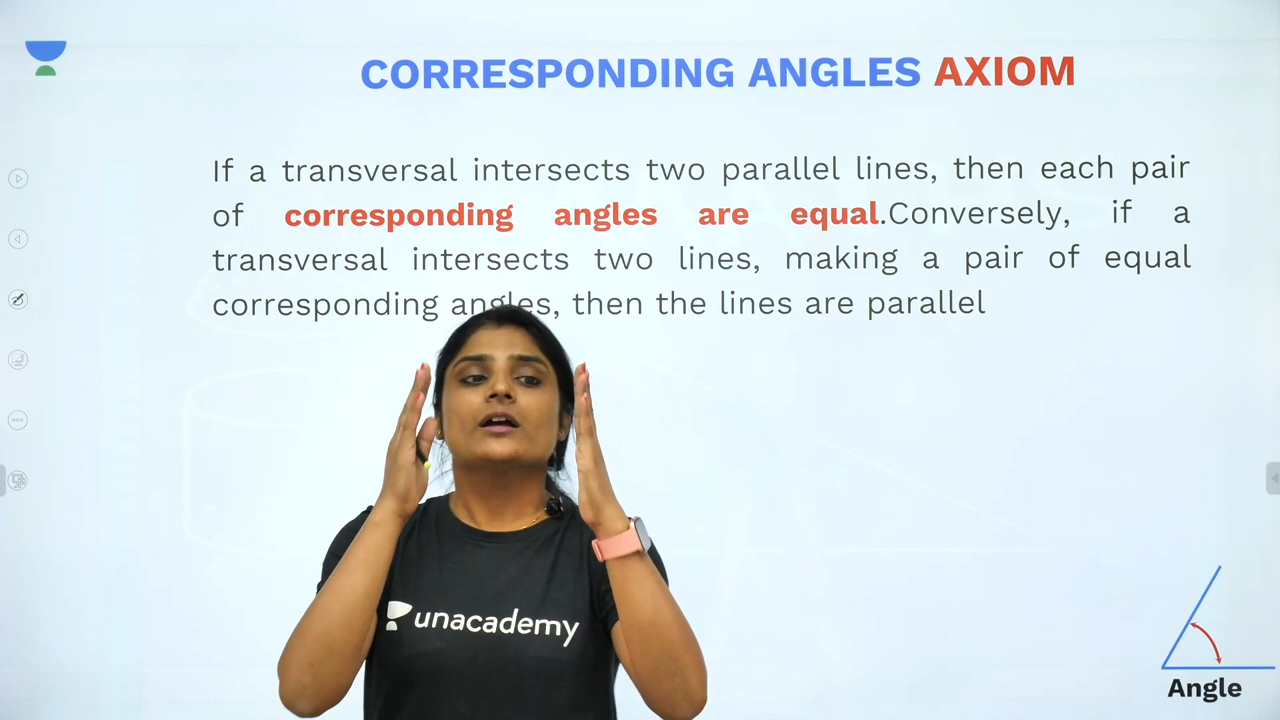 CORRESPONDING ANGLES AXIOM
If a transversal intersects two parallel lines, then each pair
of corresponding angles are equal.Conversely, if a
transversal intersects two lines, making a pair of equal
corresponding angles, then the lines are parallel
unacademy
Angle